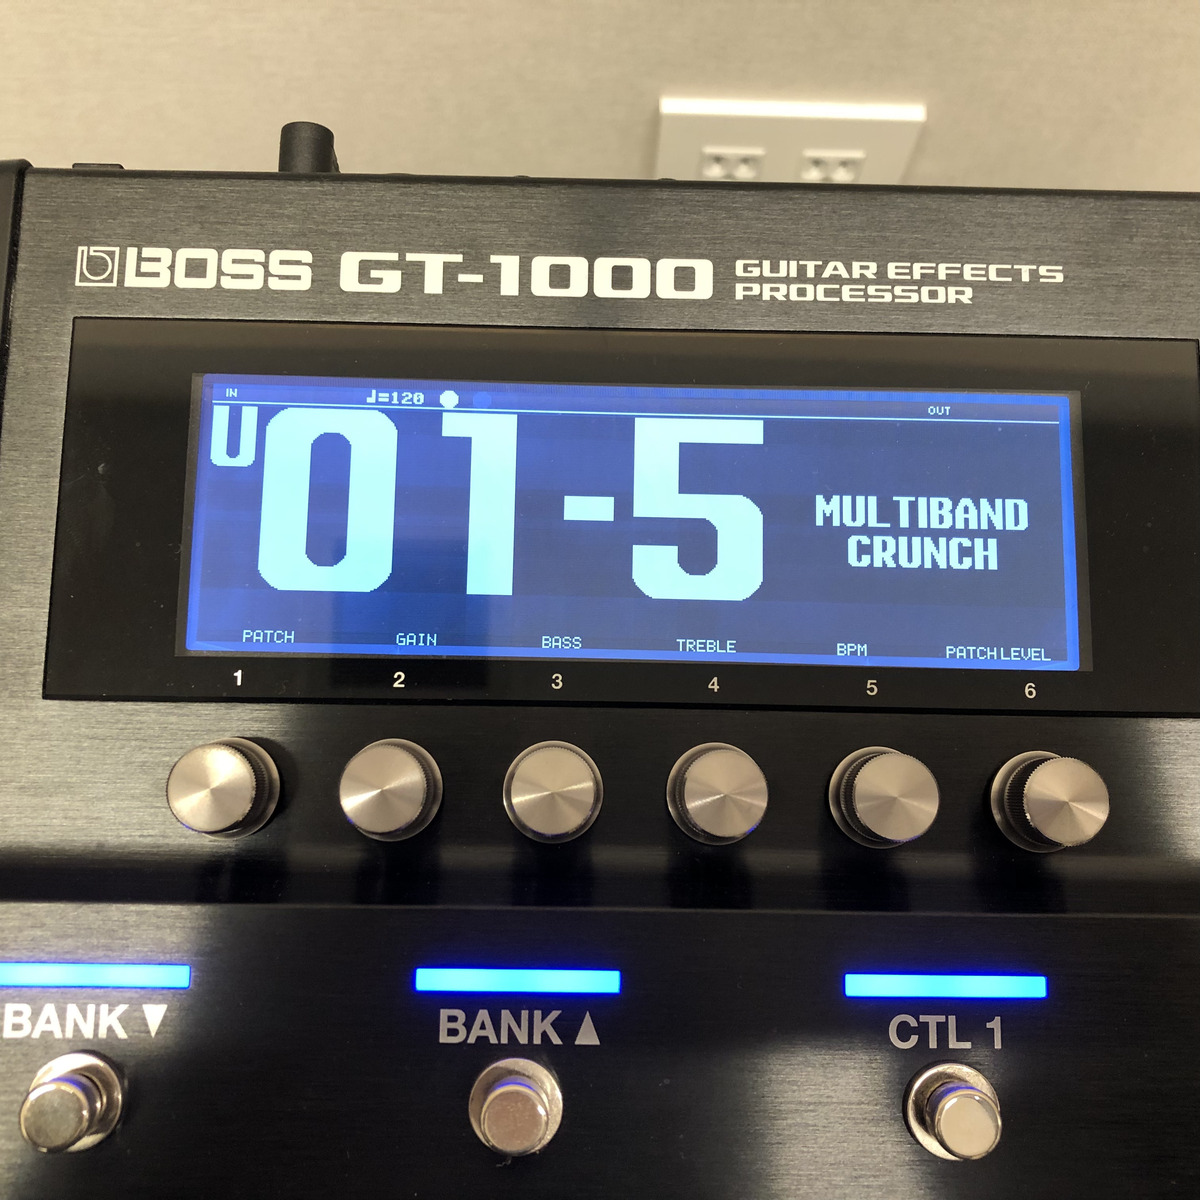 BOSS GT-1000 GUITAR EFFECTS
PROCESSOR
IN ♩=120 OUT
U01-5
MULTIBAND
CRUNCH
PATCH GAIN BASS TREBLE BPM PATCH LEVEL
1 2 3 4 5 6
BANK ▼ BANK ▲ CTL 1